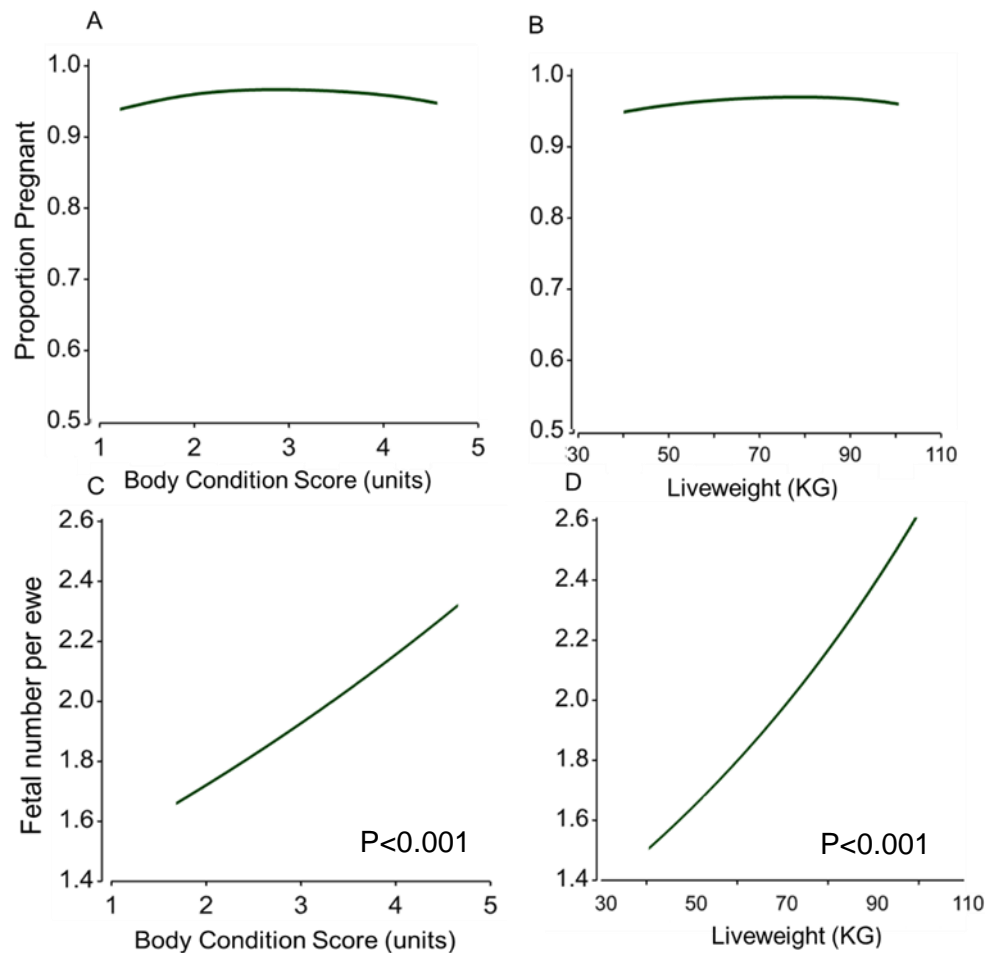 A
Proportion Pregnant
1.0
0.9
0.8
0.7
0.6
0.5
1 2 3 4 5
Body Condition Score (units)
B
1.0
0.9
0.8
0.7
0.6
0.5
30 50 70 90 110
Liveweight (KG)
C
Fetal number per ewe
2.6
2.4
2.2
2.0
1.8
1.6
1.4
P<0.001
1 2 3 4 5
Body Condition Score (units)
D
2.6
2.4
2.2
2.0
1.8
1.6
1.4
P<0.001
30 50 70 90 110
Liveweight (KG)